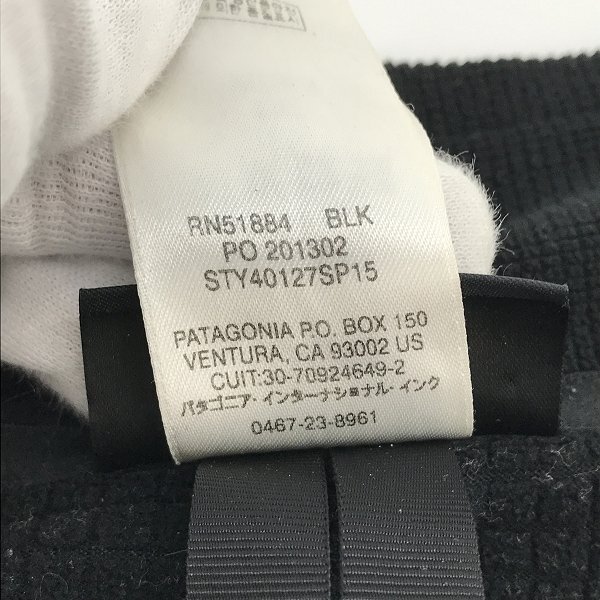 RN51884 BLK
PO 201302
STY40127SP15
PATAGONIA P.O. BOX 150
VENTURA, CA 93002 US
CUIT:30-70924649-2
パタゴニア・インターナショナル・インク
0467-23-8961